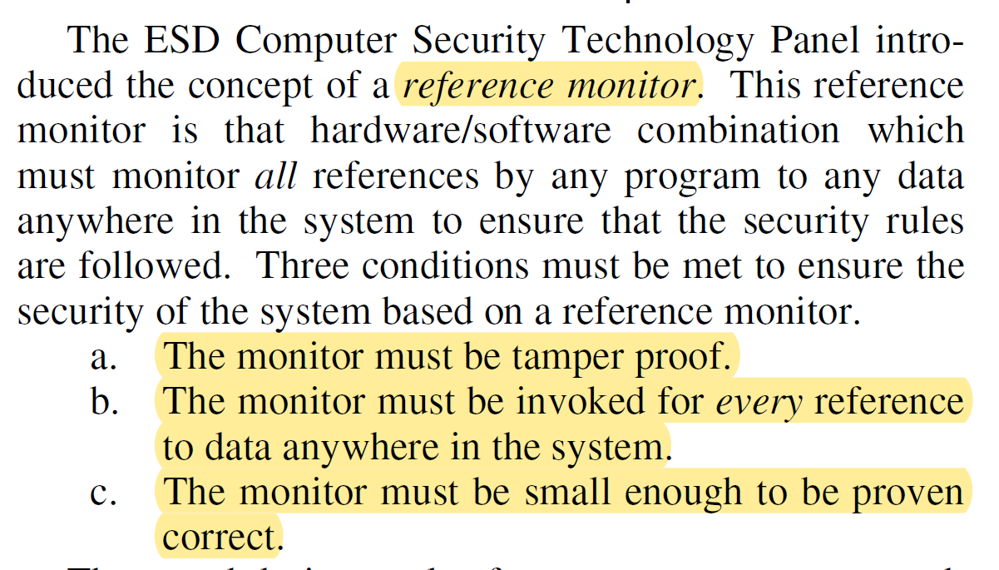 The ESD Computer Security Technology Panel intro-
duced the concept of a reference monitor. This reference
monitor is that hardware/software combination which
must monitor all references by any program to any data
anywhere in the system to ensure that the security rules
are followed. Three conditions must be met to ensure the
security of the system based on a reference monitor.
a. The monitor must be tamper proof.
b. The monitor must be invoked for every reference
to data anywhere in the system.
c. The monitor must be small enough to be proven
correct.